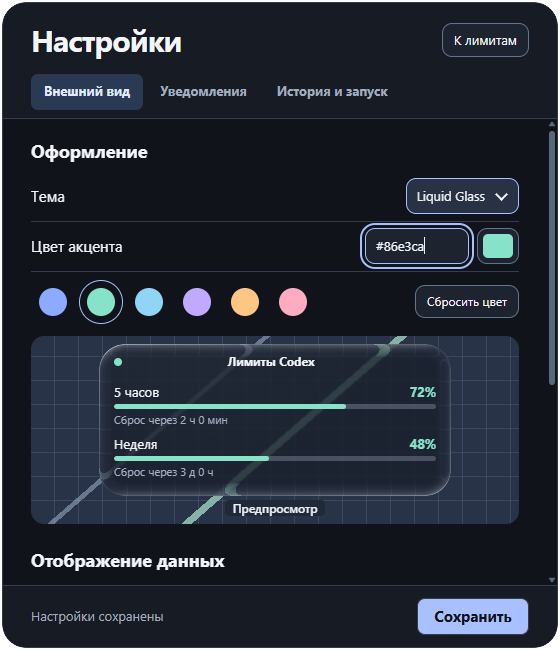 Настройки
К лимитам
Внешний вид
Уведомления
История и запуск
Оформление
Тема
Liquid Glass
Цвет акцента
#86e3ca
Сбросить цвет
Лимиты Codex
5 часов
72%
Сброс через 2 ч 0 мин
Неделя
48%
Сброс через 3 д 0 ч
Предпросмотр
Отображение данных
Настройки сохранены
Сохранить